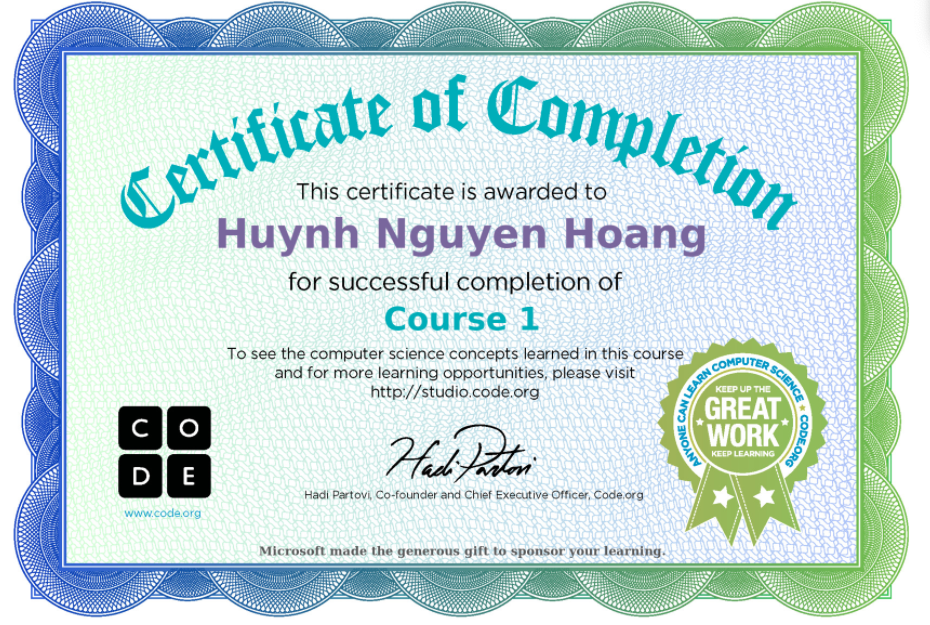 Certificate of Completion
This certificate is awarded to
Huynh Nguyen Hoang
for successful completion of
Course 1
To see the computer science concepts learned in this course
and for more learning opportunities, please visit
http://studio.code.org
C O
D E
www.code.org
Hadi Partovi
Hadi Partovi, Co-founder and Chief Executive Officer, Code.org
ANYONE CAN LEARN COMPUTER SCIENCE ★ CODE.ORG
KEEP UP THE
GREAT
WORK
KEEP LEARNING
Microsoft made the generous gift to sponsor your learning.